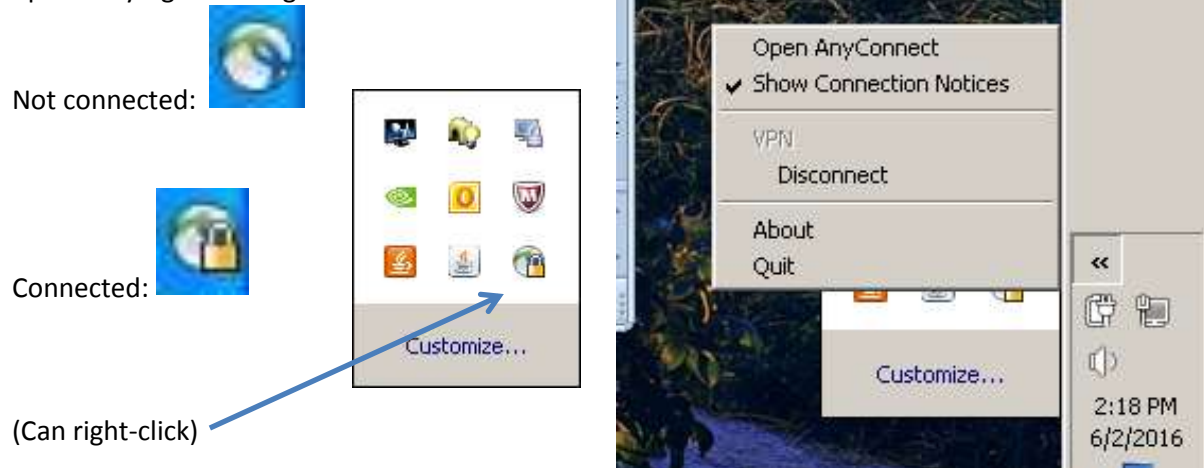 Not connected:
Connected:
(Can right-click)
Customize...
Open AnyConnect
Show Connection Notices
VPN
Disconnect
About
Quit
Customize...
«
2:18 PM
6/2/2016